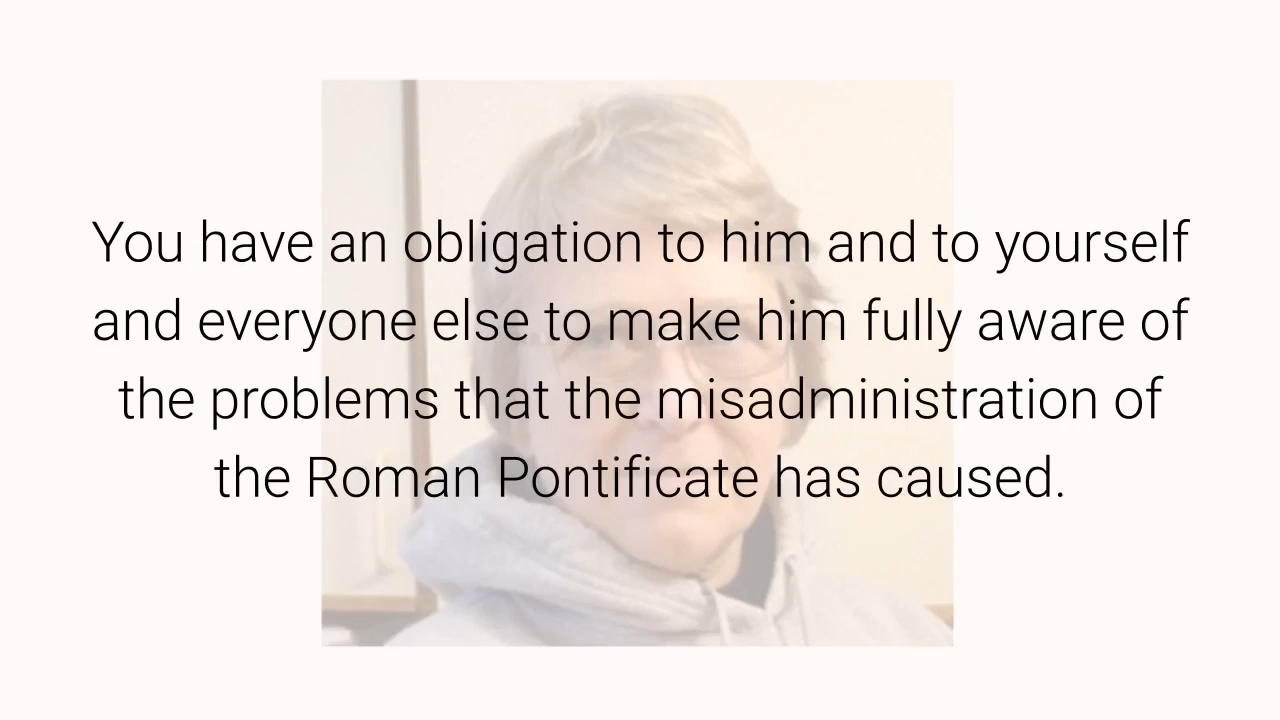 You have an obligation to him and to yourself
and everyone else to make him fully aware of
the problems that the misadministration of
the Roman Pontificate has caused.